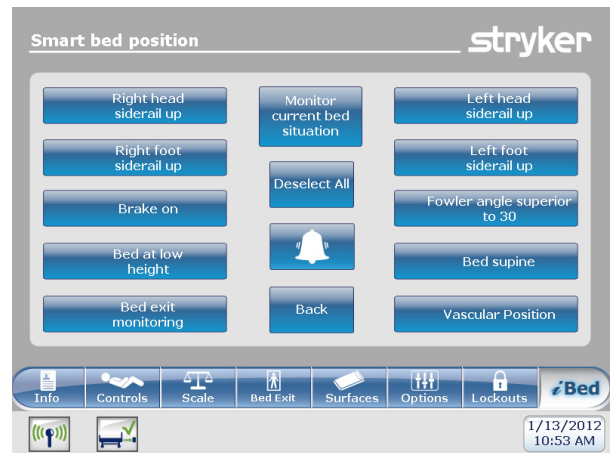 Smart bed position
stryker
Right head
siderail up
Monitor
current bed
situation
Left head
siderail up
Right foot
siderail up
Deselect All
Left foot
siderail up
Brake on
Fowler angle superior
to 30
Bed at low
height
Bed supine
Bed exit
monitoring
Back
Vascular Position
Info
Controls
Scale
Bed Exit
Surfaces
Options
Lockouts
iBed
1/13/2012
10:53 AM